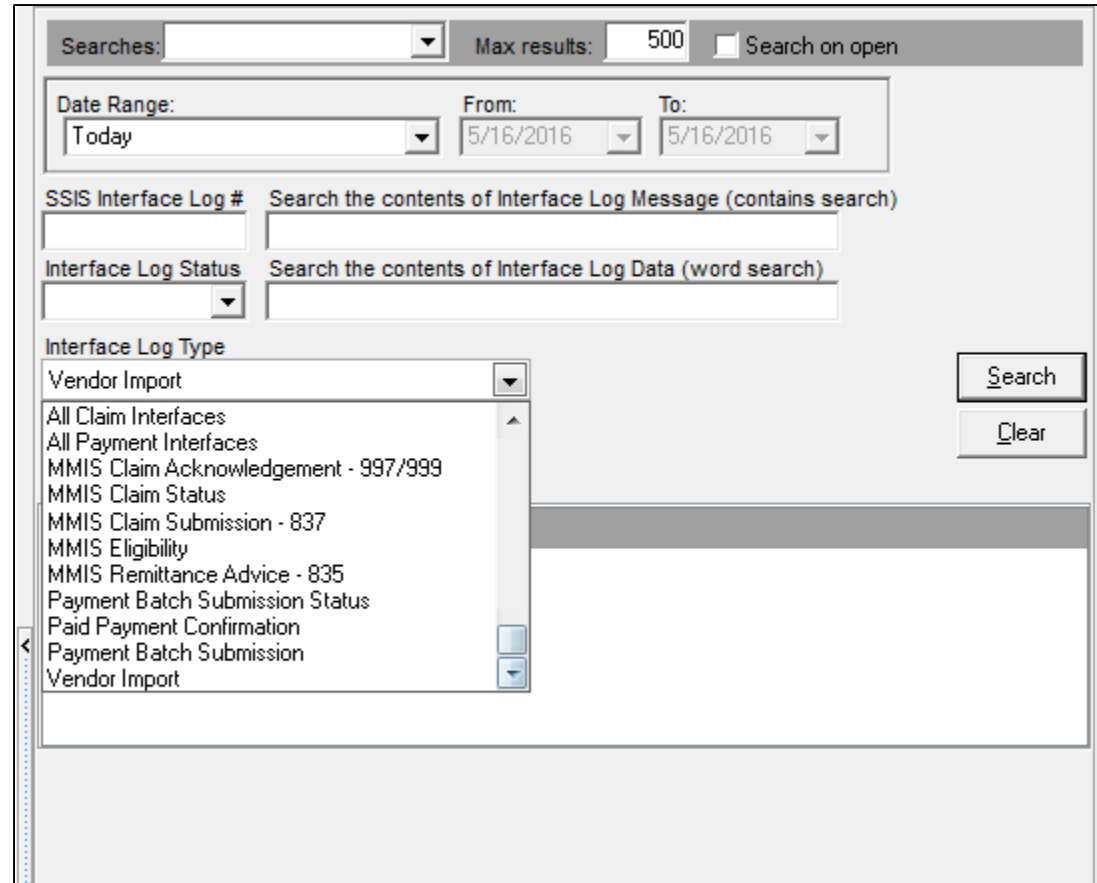 Searches: Max results: 500 Search on open
Date Range: From: To:
Today 5/16/2016 5/16/2016
SSIS Interface Log # Search the contents of Interface Log Message (contains search)
Interface Log Status Search the contents of Interface Log Data (word search)
Interface Log Type
Vendor Import Search
All Claim Interfaces
Clear
All Payment Interfaces
MMIS Claim Acknowledgement - 997/999
MMIS Claim Status
MMIS Claim Submission - 837
MMIS Eligibility
MMIS Remittance Advice - 835
Payment Batch Submission Status
Paid Payment Confirmation
Payment Batch Submission
Vendor Import